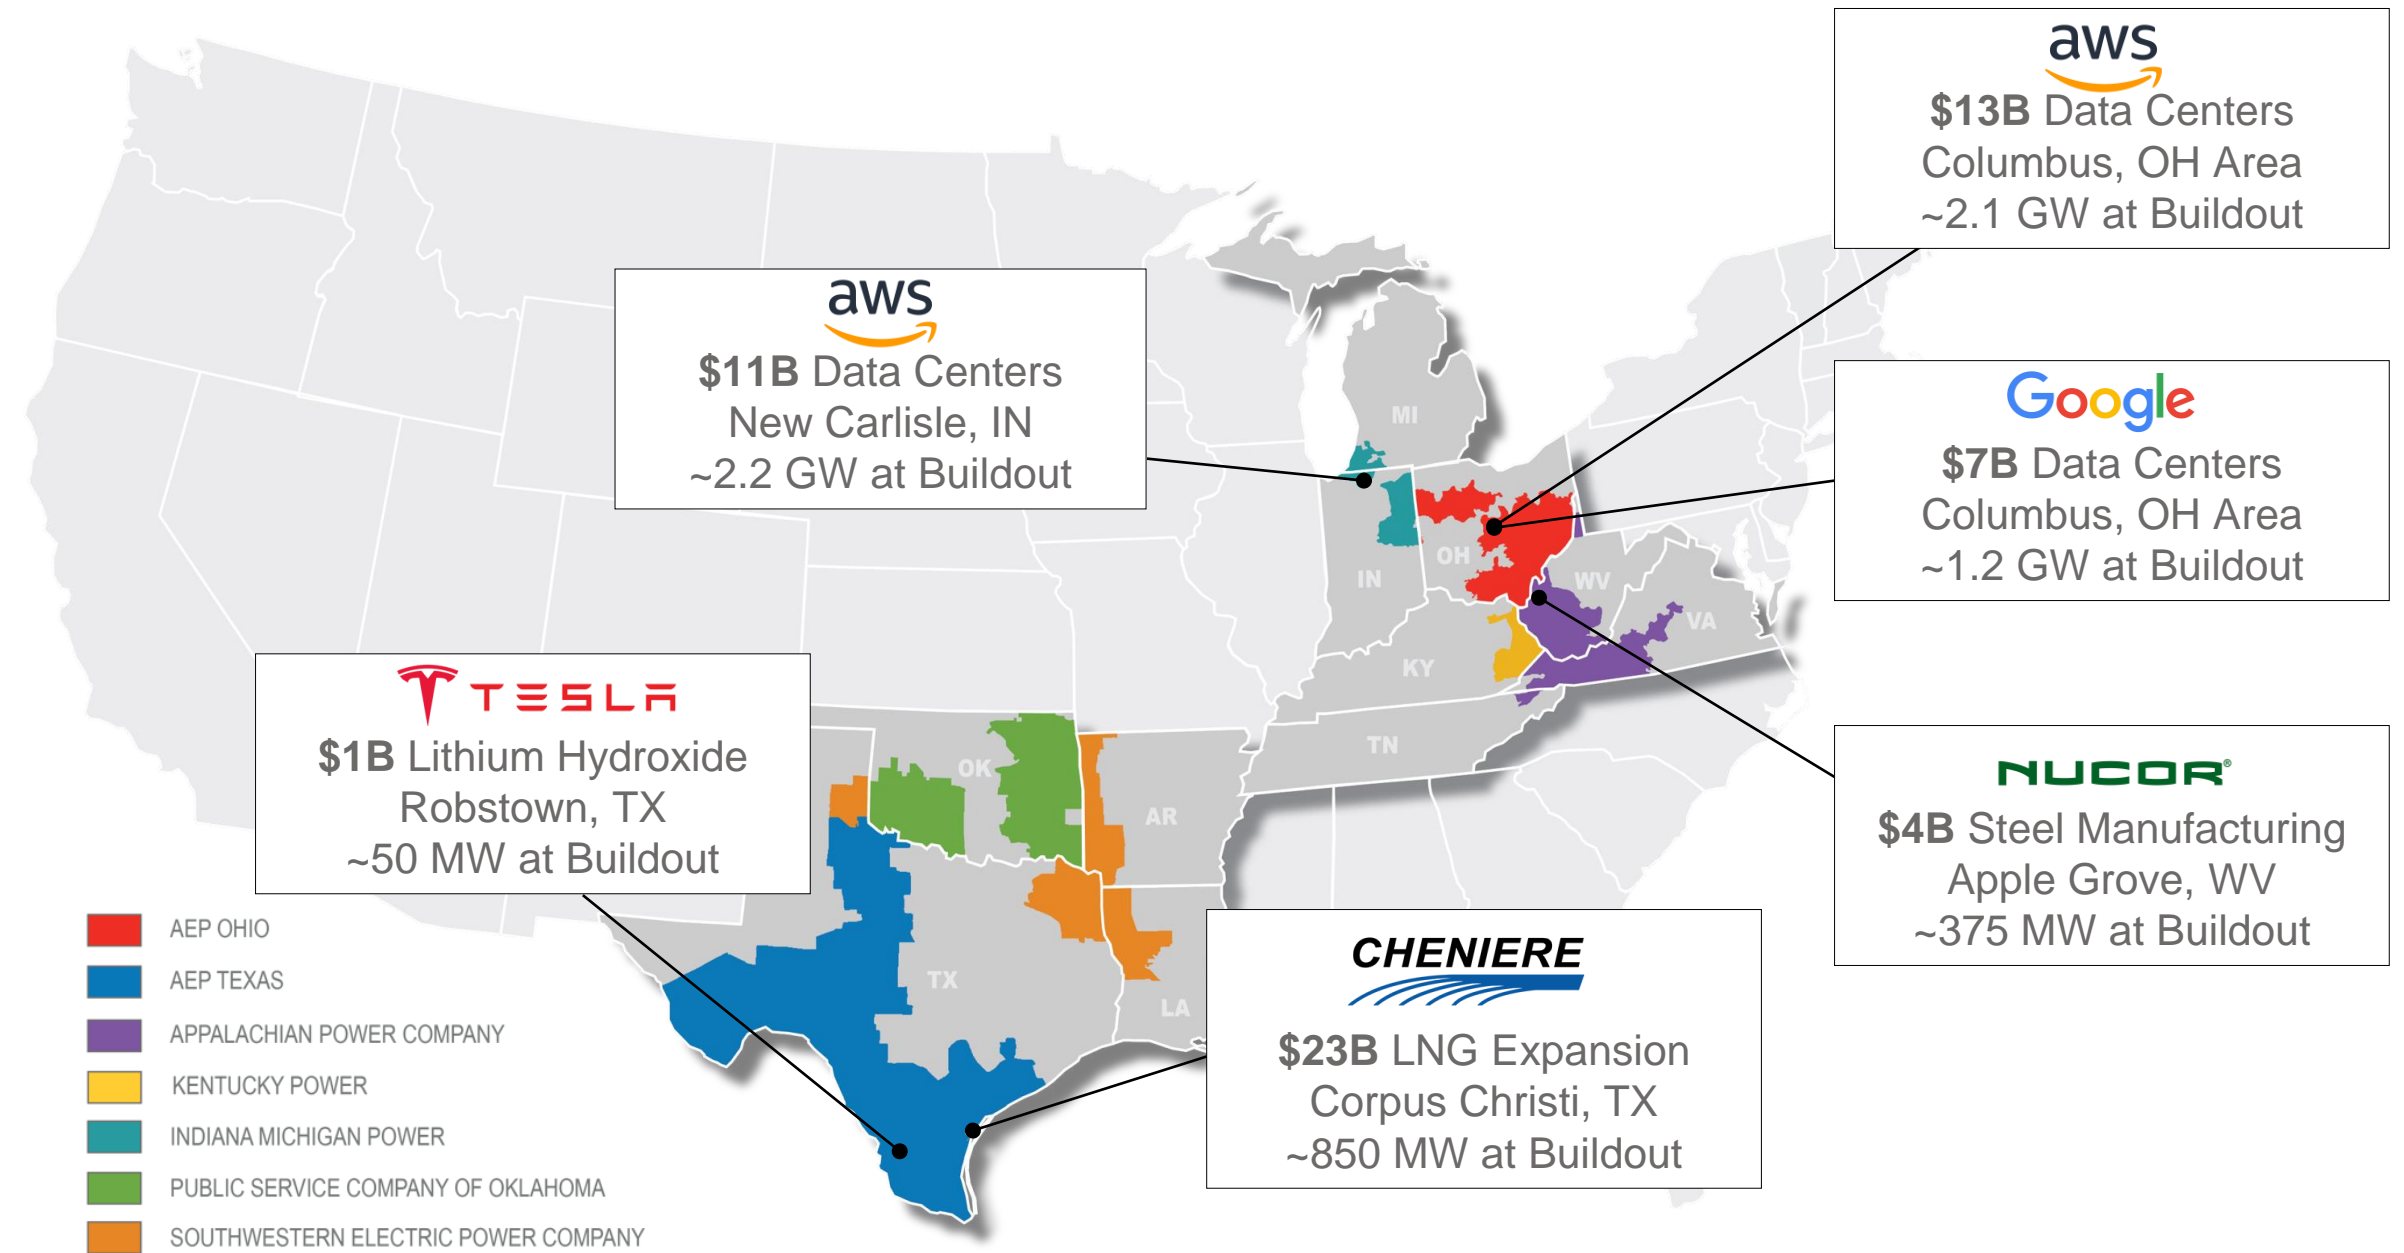 aws
$13B Data Centers
Columbus, OH Area
~2.1 GW at Buildout
aws
$11B Data Centers
New Carlisle, IN
~2.2 GW at Buildout
Google
$7B Data Centers
Columbus, OH Area
~1.2 GW at Buildout
MI
OH
IN
WV
VA
KY
TN
TESLA
$1B Lithium Hydroxide
Robstown, TX
~50 MW at Buildout
OK
AR
TX
LA
NUCOR®
$4B Steel Manufacturing
Apple Grove, WV
~375 MW at Buildout
CHENIERE
$23B LNG Expansion
Corpus Christi, TX
~850 MW at Buildout
AEP OHIO
AEP TEXAS
APPALACHIAN POWER COMPANY
KENTUCKY POWER
INDIANA MICHIGAN POWER
PUBLIC SERVICE COMPANY OF OKLAHOMA
SOUTHWESTERN ELECTRIC POWER COMPANY